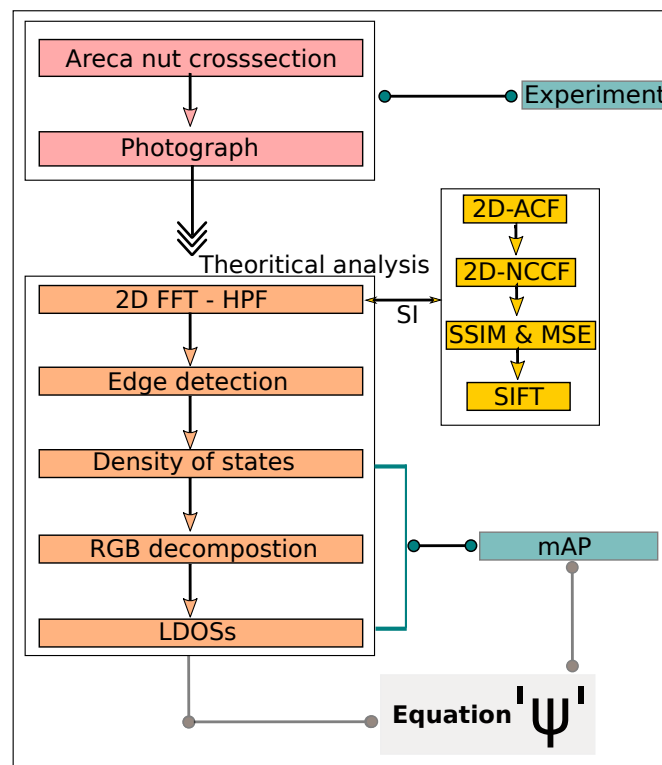 Areca nut crosssection
Experiment
Photograph
2D-ACF
Theoritical analysis
2D-NCCF
2D FFT - HPF
SI
SSIM & MSE
Edge detection
SIFT
Density of states
RGB decompostion
mAP
LDOSs
Equation 'ψ'